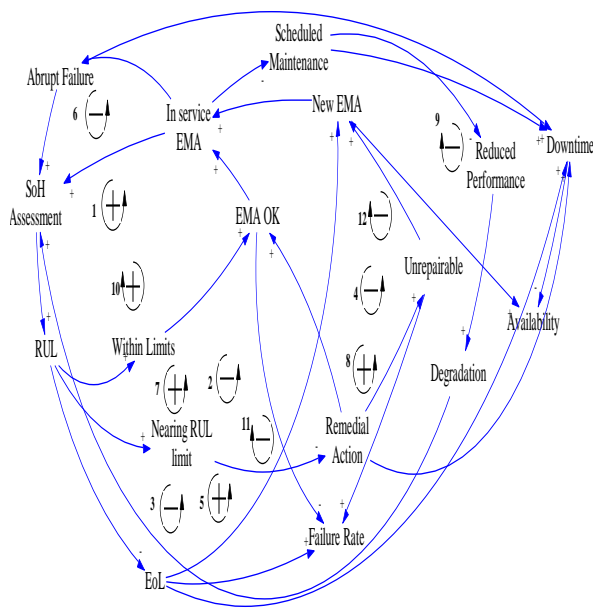 Scheduled
Maintenance
Abrupt Failure
In service
EMA
New EMA
6
9
Reduced
Performance
Downtime
SoH
Assessment
1
EMA OK
12
Unrepairable
10
4
Availability
RUL
Within Limits
8
Degradation
7
2
Nearing RUL
limit
11
Remedial
Action
3
5
Failure Rate
EoL